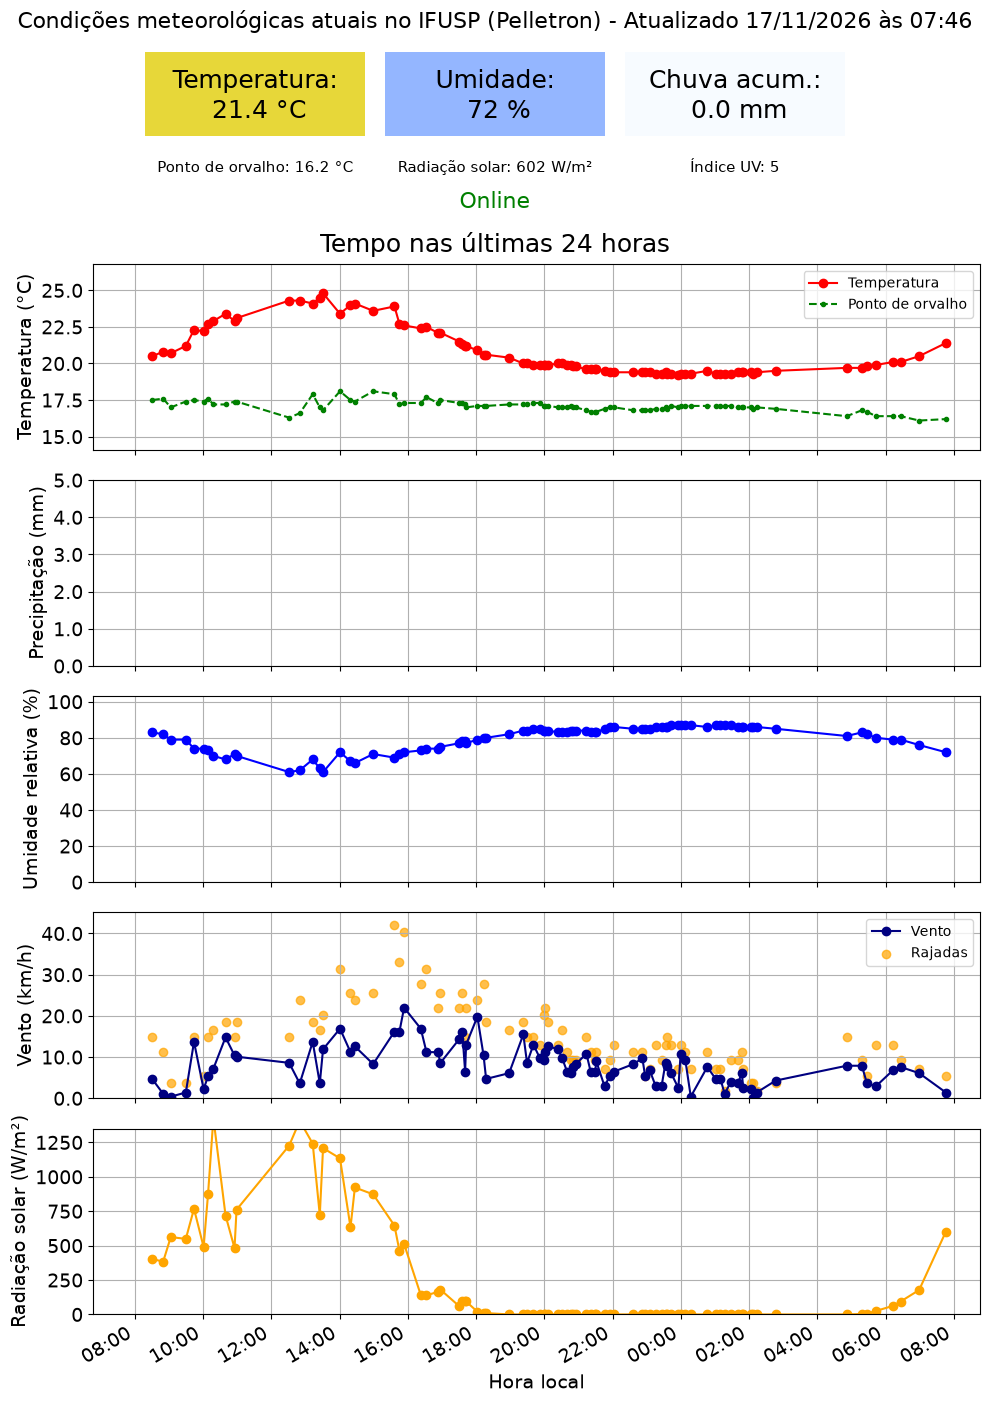 Condições meteorológicas atuais no IFUSP (Pelletron) - Atualizado 17/11/2026 às 07:46
Temperatura:
21.4 °C
Umidade:
72 %
Chuva acum.:
0.0 mm
Ponto de orvalho: 16.2 °C
Radiação solar: 602 W/m²
Índice UV: 5
Online
Tempo nas últimas 24 horas
Temperatura (°C)
25.0
22.5
20.0
17.5
15.0
Temperatura
Ponto de orvalho
Precipitação (mm)
5.0
4.0
3.0
2.0
1.0
0.0
Umidade relativa (%)
100
80
60
40
20
0
Vento (km/h)
40.0
30.0
20.0
10.0
0.0
Vento
Rajadas
Radiação solar (W/m²)
1250
1000
750
500
250
0
08:00
10:00
12:00
14:00
16:00
18:00
20:00
22:00
00:00
02:00
04:00
06:00
08:00
Hora local